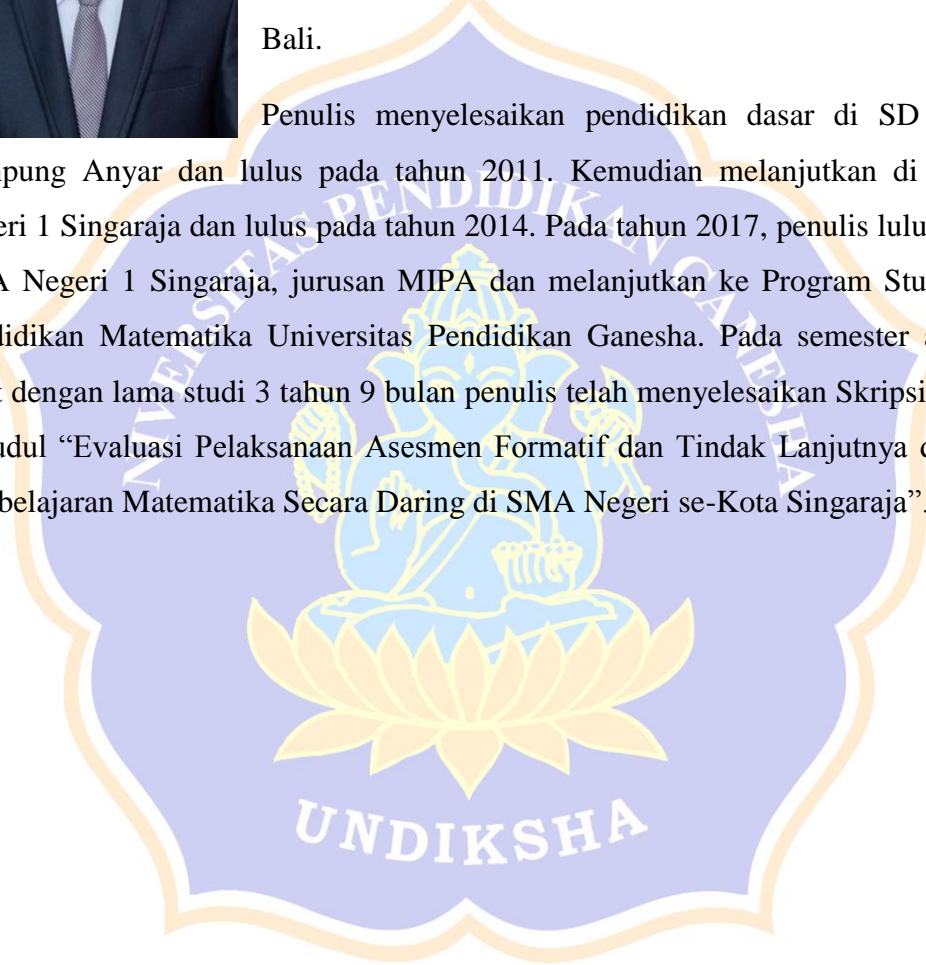 Bali.
Penulis menyelesaikan pendidikan dasar di SD
pung Anyar dan lulus pada tahun 2011. Kemudian melanjutkan di
eri 1 Singaraja dan lulus pada tahun 2014. Pada tahun 2017, penulis lulu
A Negeri 1 Singaraja, jurusan MIPA dan melanjutkan ke Program Stu
didikan Matematika Universitas Pendidikan Ganesha. Pada semester
dengan lama studi 3 tahun 9 bulan penulis telah menyelesaikan Skripsi
udul “Evaluasi Pelaksanaan Asesmen Formatif dan Tindak Lanjutnya
belajaran Matematika Secara Daring di SMA Negeri se-Kota Singaraja”.
NIVERSITAS PENDIDIKAN GANESHA
UNDIKSHA